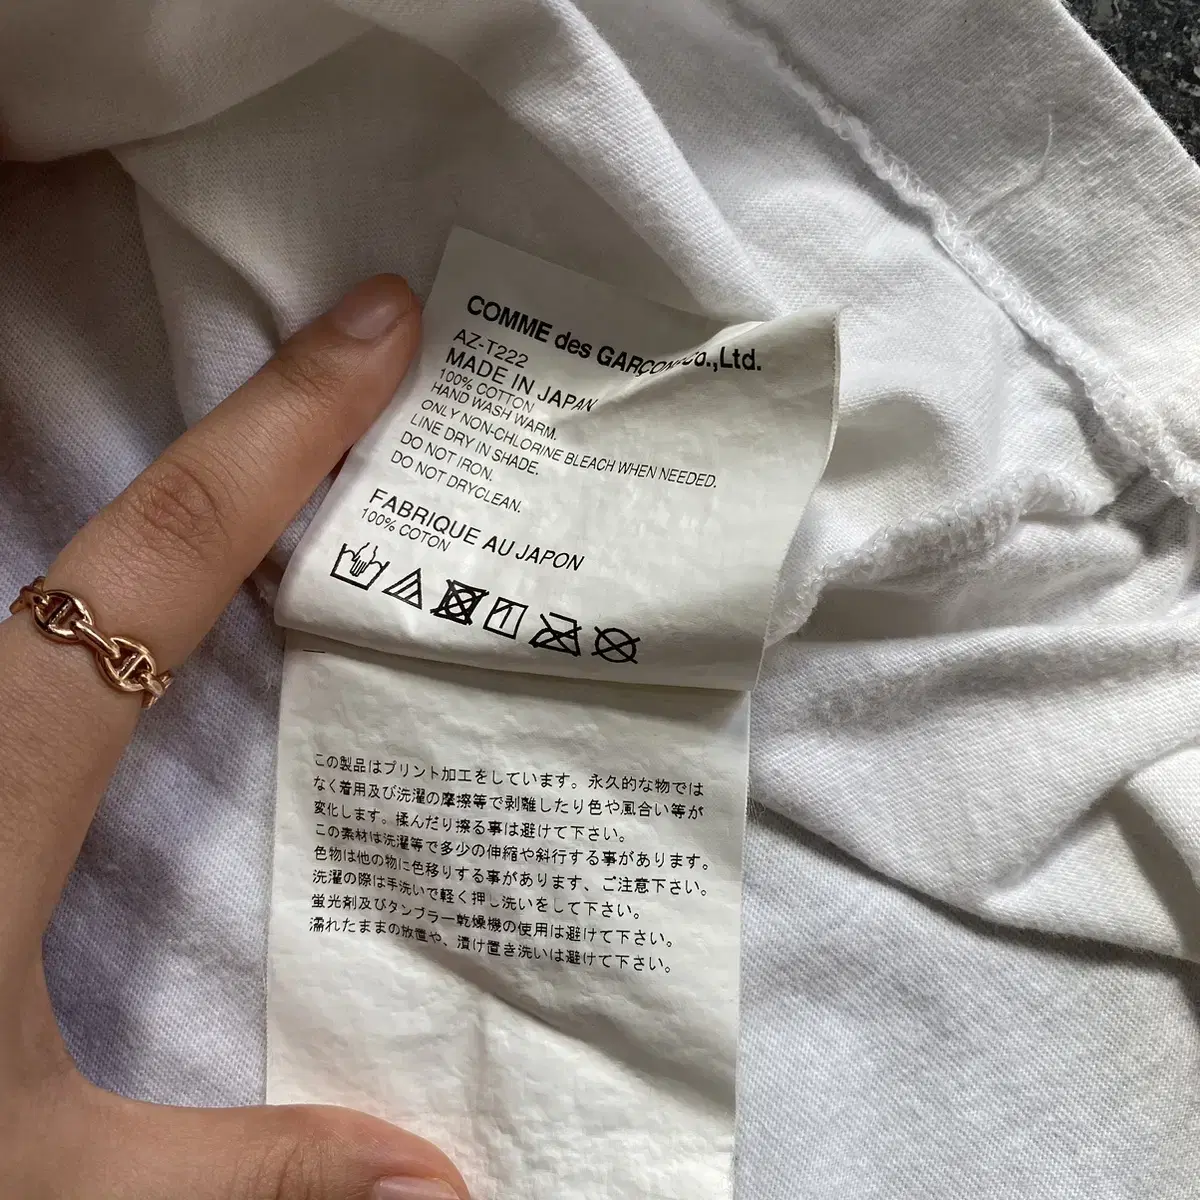 COMME des GARÇONS Co.,Ltd.
AZ-T222
MADE IN JAPAN
100% COTTON
HAND WASH WARM.
ONLY NON-CHLORINE BLEACH WHEN NEEDED.
LINE DRY IN SHADE.
DO NOT IRON.
DO NOT DRYCLEAN.
FABRIQUE AU JAPON
100% COTON
この製品はプリント加工をしています。永久的な物では
なく着用及び洗濯の摩擦等で剥離したり色や風合い等が
変化します。揉んだり擦る事は避けて下さい。
この素材は洗濯等で多少の伸縮や斜行する事があります。
色物は他の物に色移りする事があります、ご注意下さい。
洗濯の際は手洗いで軽く押し洗いをして下さい。
蛍光剤及びタンブラー乾燥機の使用は避けて下さい。
濡れたままの放置や、漬け置き洗いは避けて下さい。